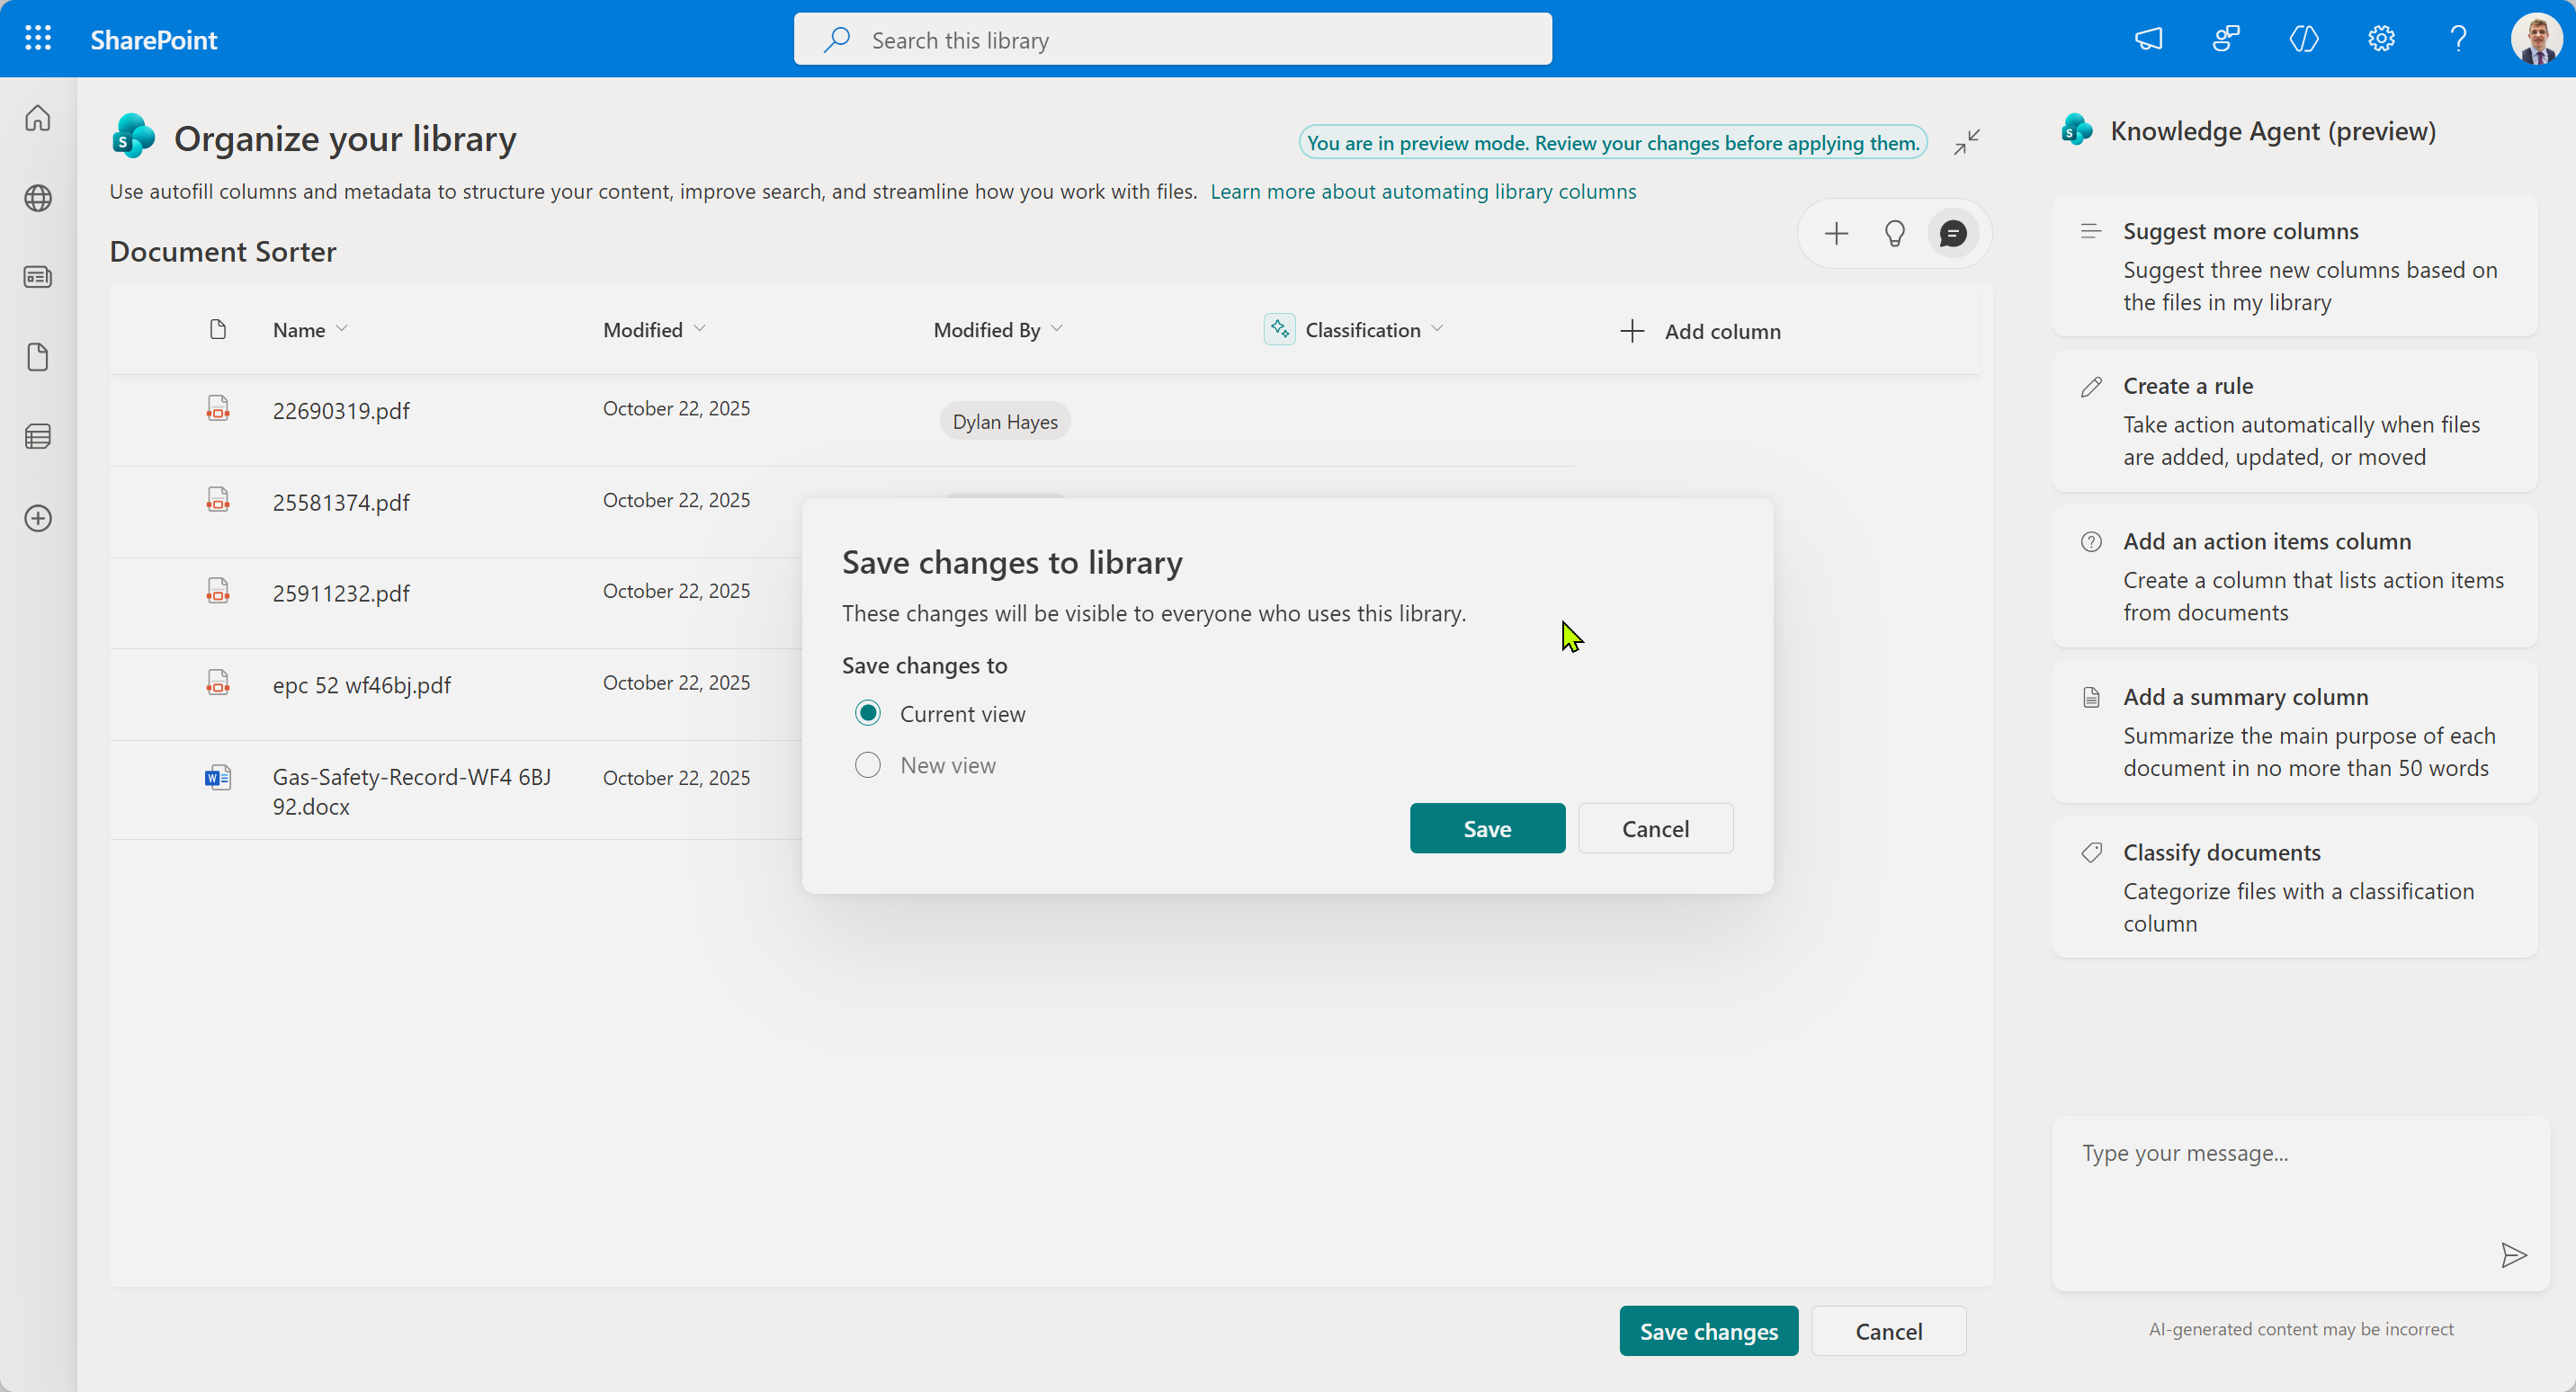 SharePoint
Search this library
Organize your library
You are in preview mode. Review your changes before applying them.
Use autofill columns and metadata to structure your content, improve search, and streamline how you work with files. Learn more about automating library columns
Document Sorter
Name
Modified
Modified By
Classification
Add column
22690319.pdf
October 22, 2025
Dylan Hayes
25581374.pdf
October 22, 2025
25911232.pdf
October 22, 2025
epc 52 wf46bj.pdf
October 22, 2025
Gas-Safety-Record-WF4 6BJ
92.docx
October 22, 2025
Save changes to library
These changes will be visible to everyone who uses this library.
Save changes to
Current view
New view
Save
Cancel
Save changes
Cancel
Knowledge Agent (preview)
Suggest more columns
Suggest three new columns based on
the files in my library
Create a rule
Take action automatically when files
are added, updated, or moved
Add an action items column
Create a column that lists action items
from documents
Add a summary column
Summarize the main purpose of each
document in no more than 50 words
Classify documents
Categorize files with a classification
column
Type your message...
AI-generated content may be incorrect